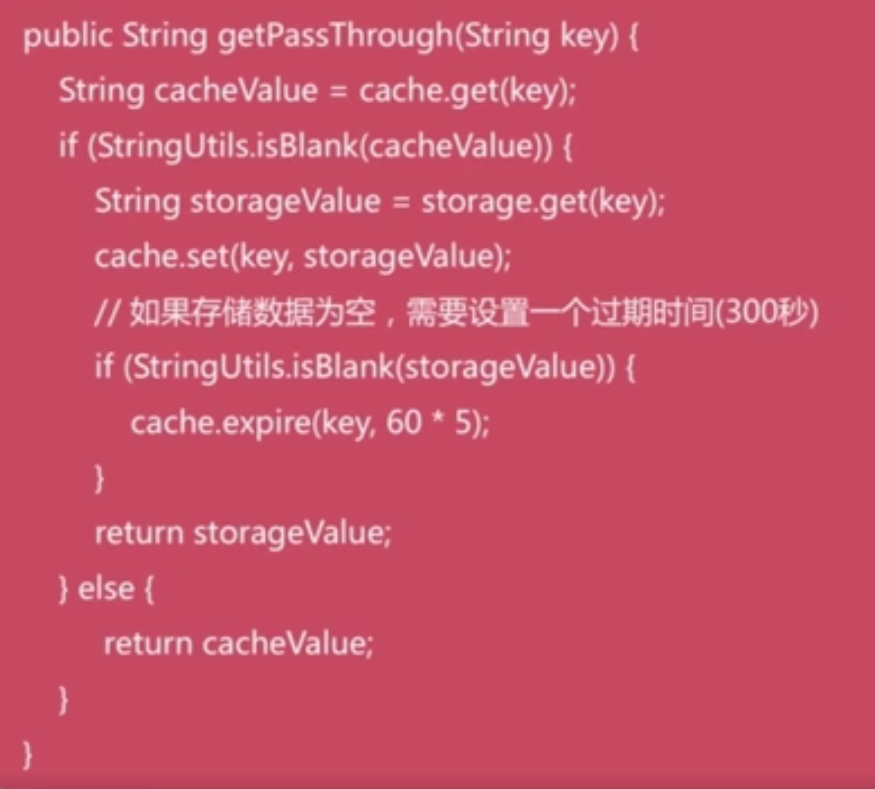 public String getPassThrough(String key) {
String cacheValue = cache.get(key);
if (StringUtils.isBlank(cacheValue)) {
String storageValue = storage.get(key);
cache.set(key, storageValue);
// 如果存储数据为空，需要设置一个过期时间(300秒)
if (StringUtils.isBlank(storageValue)) {
cache.expire(key, 60 * 5);
}
return storageValue;
} else {
return cacheValue;
}
}